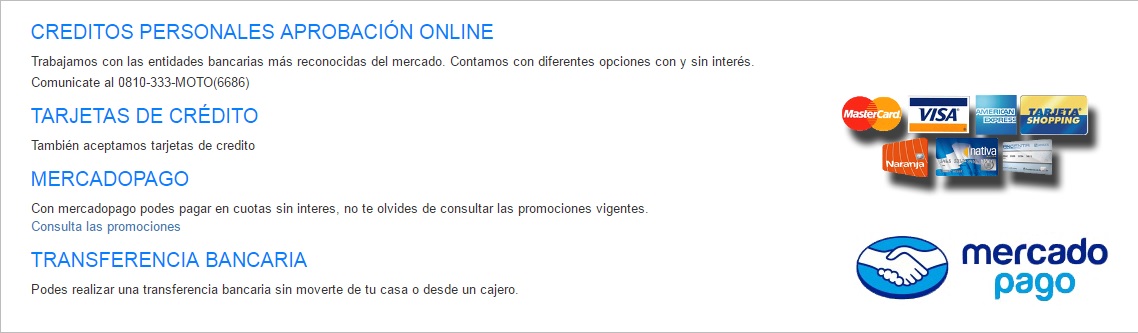 CREDITOS PERSONALES APROBACIÓN ONLINE
Trabajamos con las entidades bancarias más reconocidas del mercado. Contamos con diferentes opciones con y sin interés.
Comunicate al 0810-333-MOTO(6686)
TARJETAS DE CRÉDITO
También aceptamos tarjetas de credito
MERCADOPAGO
Con mercadopago podes pagar en cuotas sin interes, no te olvides de consultar las promociones vigentes.
Consulta las promociones
TRANSFERENCIA BANCARIA
Podes realizar una transferencia bancaria sin moverte de tu casa o desde un cajero.
MasterCard
VISA
AMERICAN
EXPRESS
TARJETA
SHOPPING
Naranja
nativa
mercado
pago